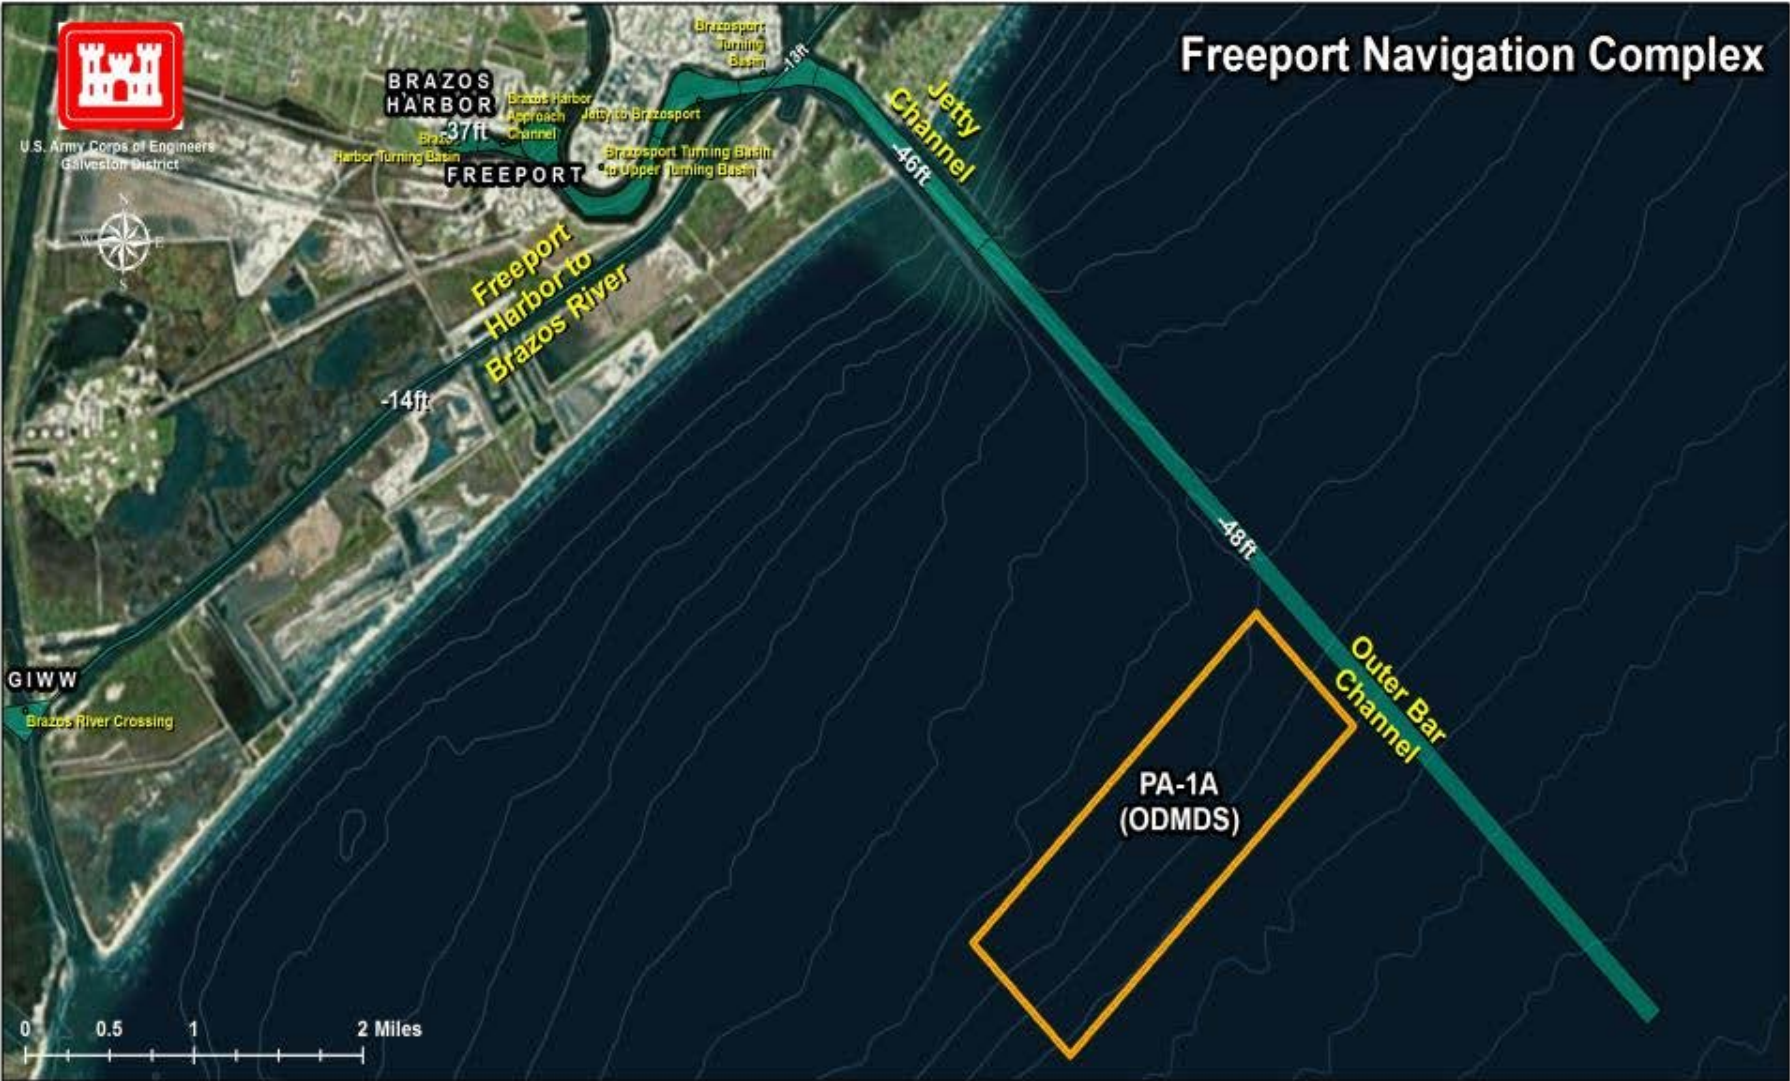 Freeport Navigation Complex
U.S. Army Corps of Engineers
Galveston District
N
W
E
S
BRAZOS
HARBOR
-37ft
Brazos Harbor
Approach
Channel
Harbor Turning Basin
FREEPORT
Jetty to Brazosport
Brazosport Turning Basin
to Upper Turning Basin
Brazosport
Turning
Basin
-13ft
Jetty
Channel
-46ft
Freeport
Harbor to
Brazos River
-14ft
GIWW
Brazos River Crossing
-48ft
Outer Bar
Channel
PA-1A
(ODMDS)
0 0.5 1 2 Miles